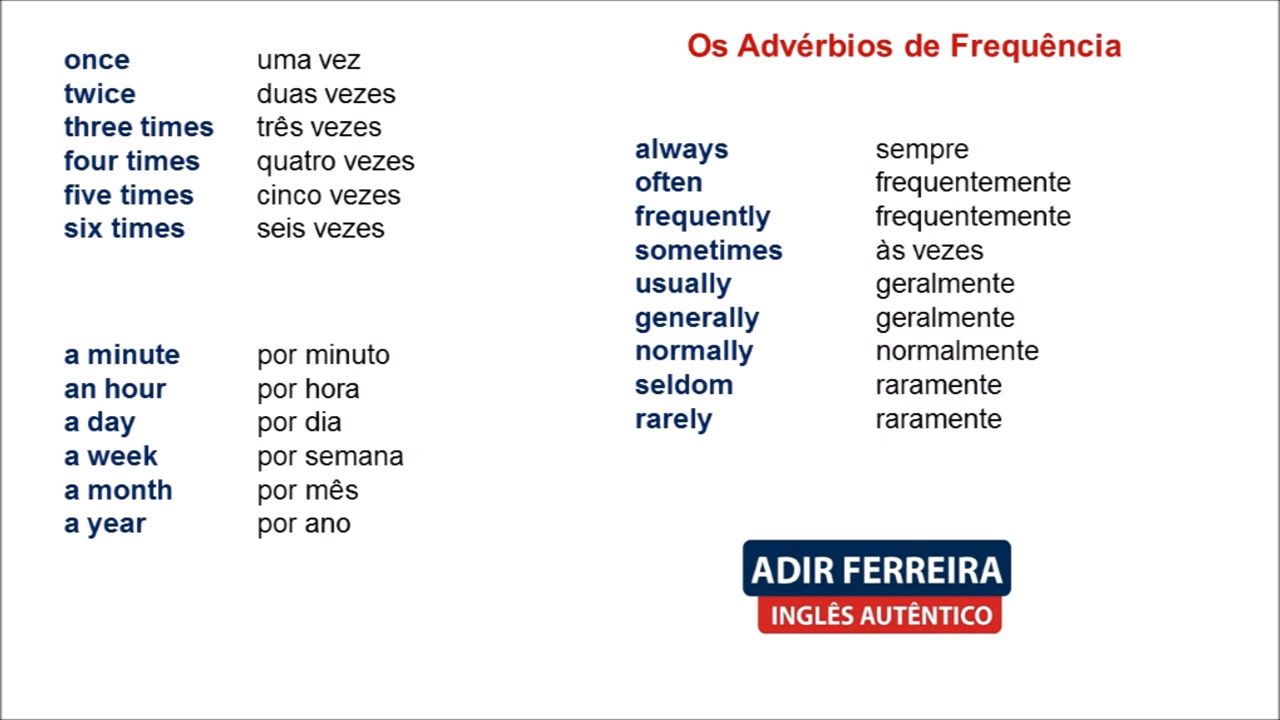 Os Advérbios de Frequência
once uma vez
twice duas vezes
three times três vezes
four times quatro vezes
five times cinco vezes
six times seis vezes
a minute por minuto
an hour por hora
a day por dia
a week por semana
a month por mês
a year por ano
always sempre
often frequentemente
frequently frequentemente
sometimes às vezes
usually geralmente
generally geralmente
normally normalmente
seldom raramente
rarely raramente
ADIR FERREIRA
INGLÊS AUTÊNTICO